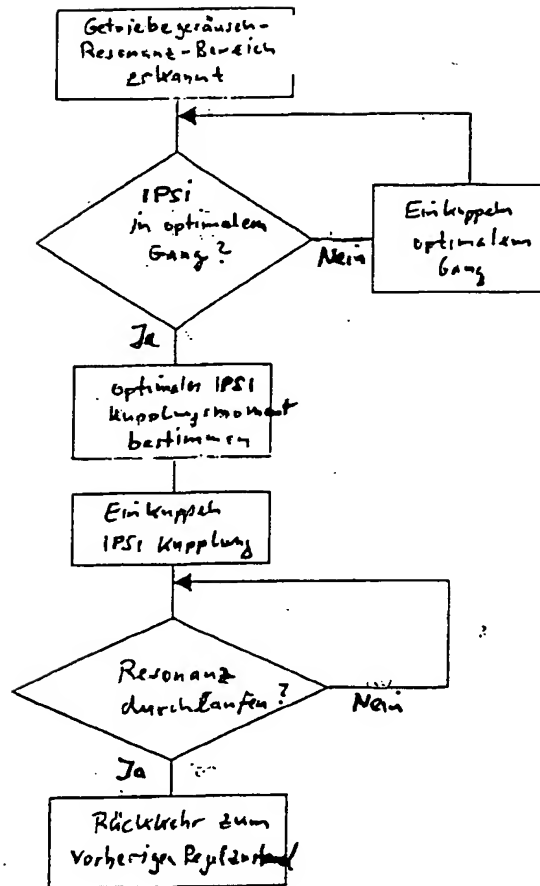 Getriebegeräusch-
Resonanz-Bereich
erkannt
IPSi
in optimalem
Gang?
Nein
Einkuppeln
optimalem
Gang
Ja
optimales IPSI
Kupplungsmoment
bestimmen
Einkuppeln
IPSI Kupplung
Resonanz
durchlaufen?
Nein
Ja
Rückkehr zum
vorherigen Regelzustand